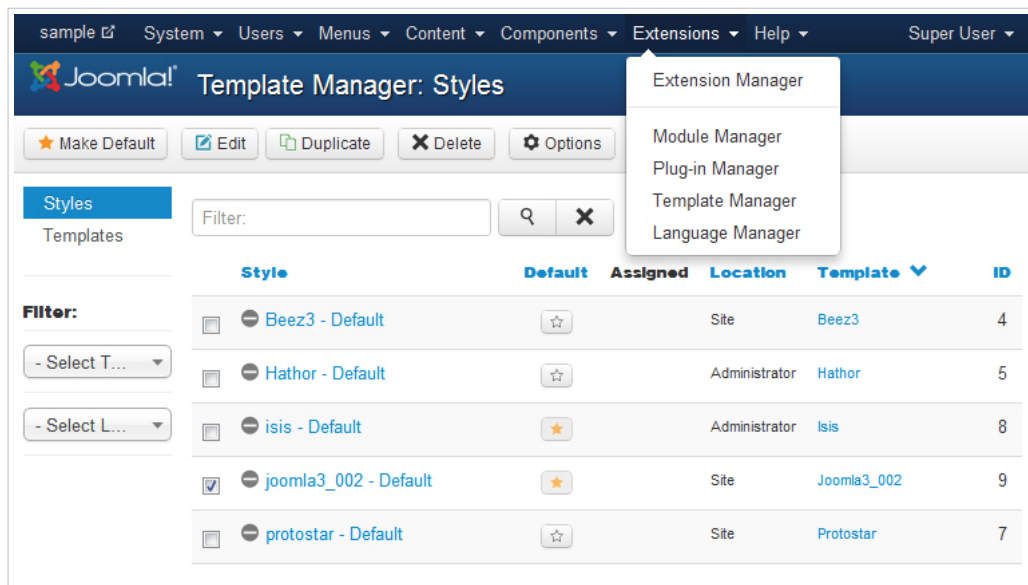 sample System Users Menus Content Components Extensions Help Super User
Joomla!® Template Manager: Styles
Extension Manager
Module Manager
Plug-in Manager
Template Manager
Language Manager
Make Default Edit Duplicate Delete Options
Styles
Templates
Filter:
Style Default Assigned Location Template ID
Filter:
- Select T...
- Select L...
Beez3 - Default Site Beez3 4
Hathor - Default Administrator Hathor 5
isis - Default Administrator Isis 8
joomla3_002 - Default Site Joomla3_002 9
protostar - Default Site Protostar 7